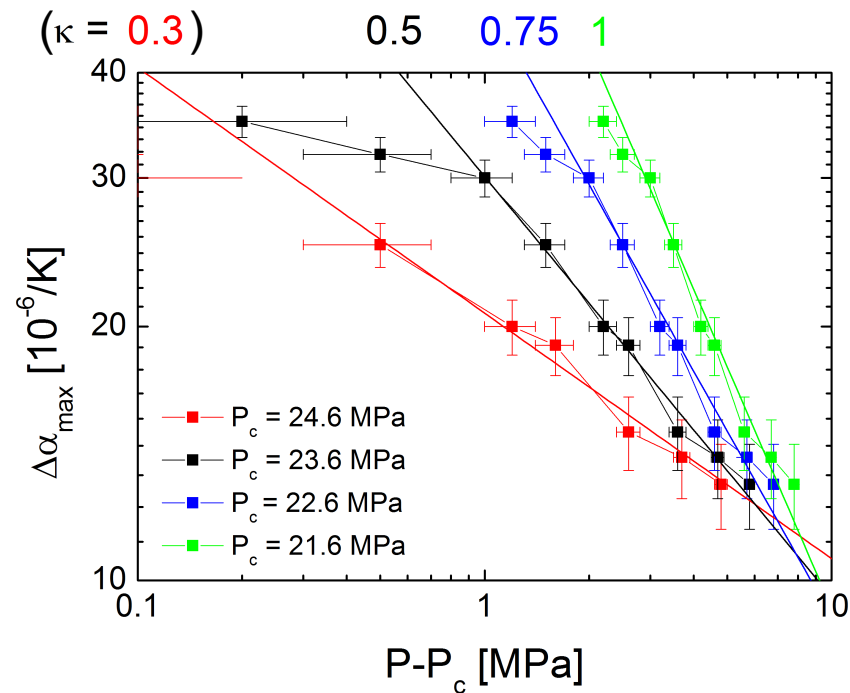 (κ = 0.3) 0.5 0.75 1
40
30
20
10
Δα_max [10^-6/K]
P_c = 24.6 MPa
P_c = 23.6 MPa
P_c = 22.6 MPa
P_c = 21.6 MPa
0.1 1 10
P-P_c [MPa]